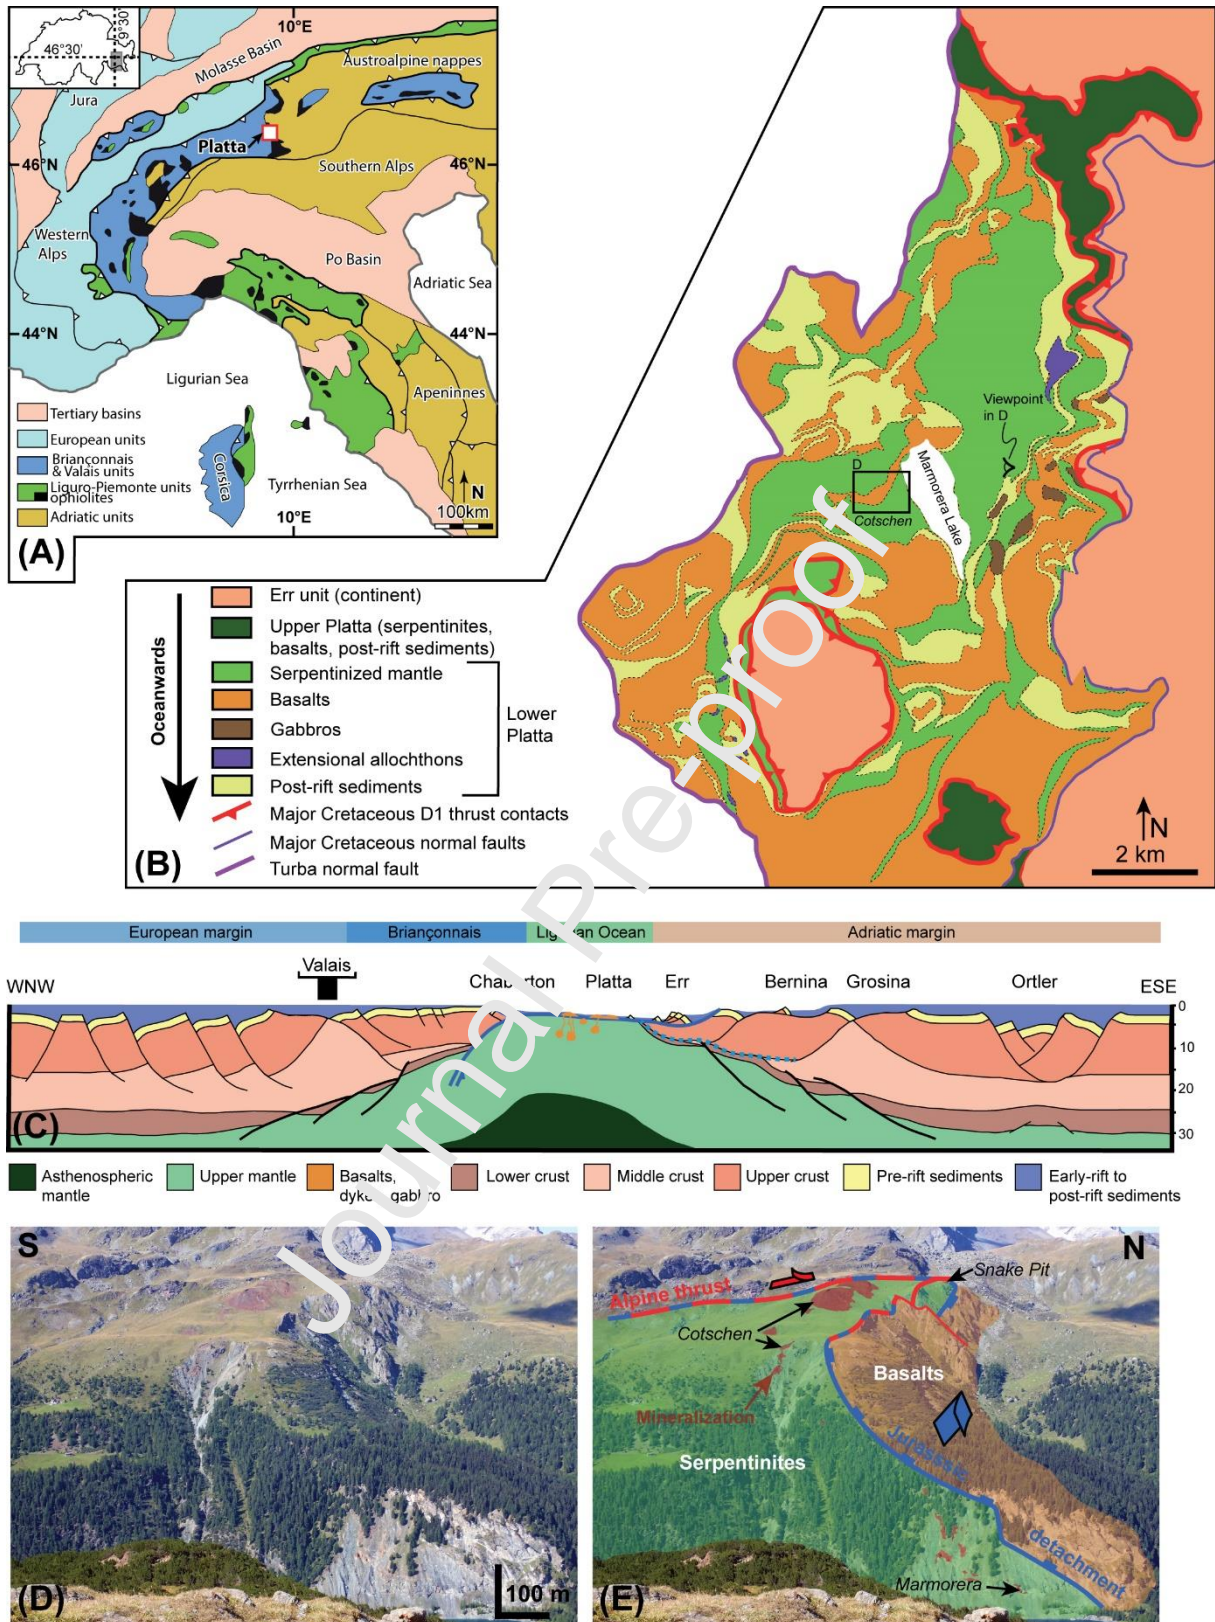 10°E
9°30'
46°30'
Molasse Basin
Austroalpine nappes
Jura
Platta
46°N
46°N
Southern Alps
Western
Alps
Po Basin
Adriatic Sea
44°N
44°N
Ligurian Sea
Apeninnes
Tertiary basins
European units
Briançonnais
& Valais units
Liguro-Piemonte units
ophiolites
Adriatic units
Corsica
Tyrrhenian Sea
N
100km
10°E
(A)
Viewpoint
in D
D
Cotschen
Marmorera Lake
Oceanwards
Err unit (continent)
Upper Platta (serpentinites,
basalts, post-rift sediments)
Serpentinized mantle
Basalts
Gabbros
Extensional allochthons
Post-rift sediments
Lower
Platta
Major Cretaceous D1 thrust contacts
Major Cretaceous normal faults
Turba normal fault
(B)
N
2 km
European margin
Briançonnais
Ocean
Adriatic margin
WNW
Valais
Platta
Err
Bernina
Grosina
Ortler
ESE
0
10
20
30
(C)
Asthenospheric
mantle
Upper mantle
Basalts,
Lower crust
Middle crust
Upper crust
Pre-rift sediments
Early-rift to
post-rift sediments
S
(D)
100 m
N
Snake Pit
Alpine thrust
Cotschen
Basalts
Mineralization
Jurassic
Serpentinites
detachment
Marmorera
(E)
Journal Pre-proof